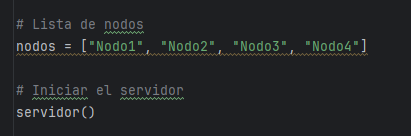 # Lista de nodos
nodos = ["Nodo1", "Nodo2", "Nodo3", "Nodo4"]
# Iniciar el servidor
servidor()